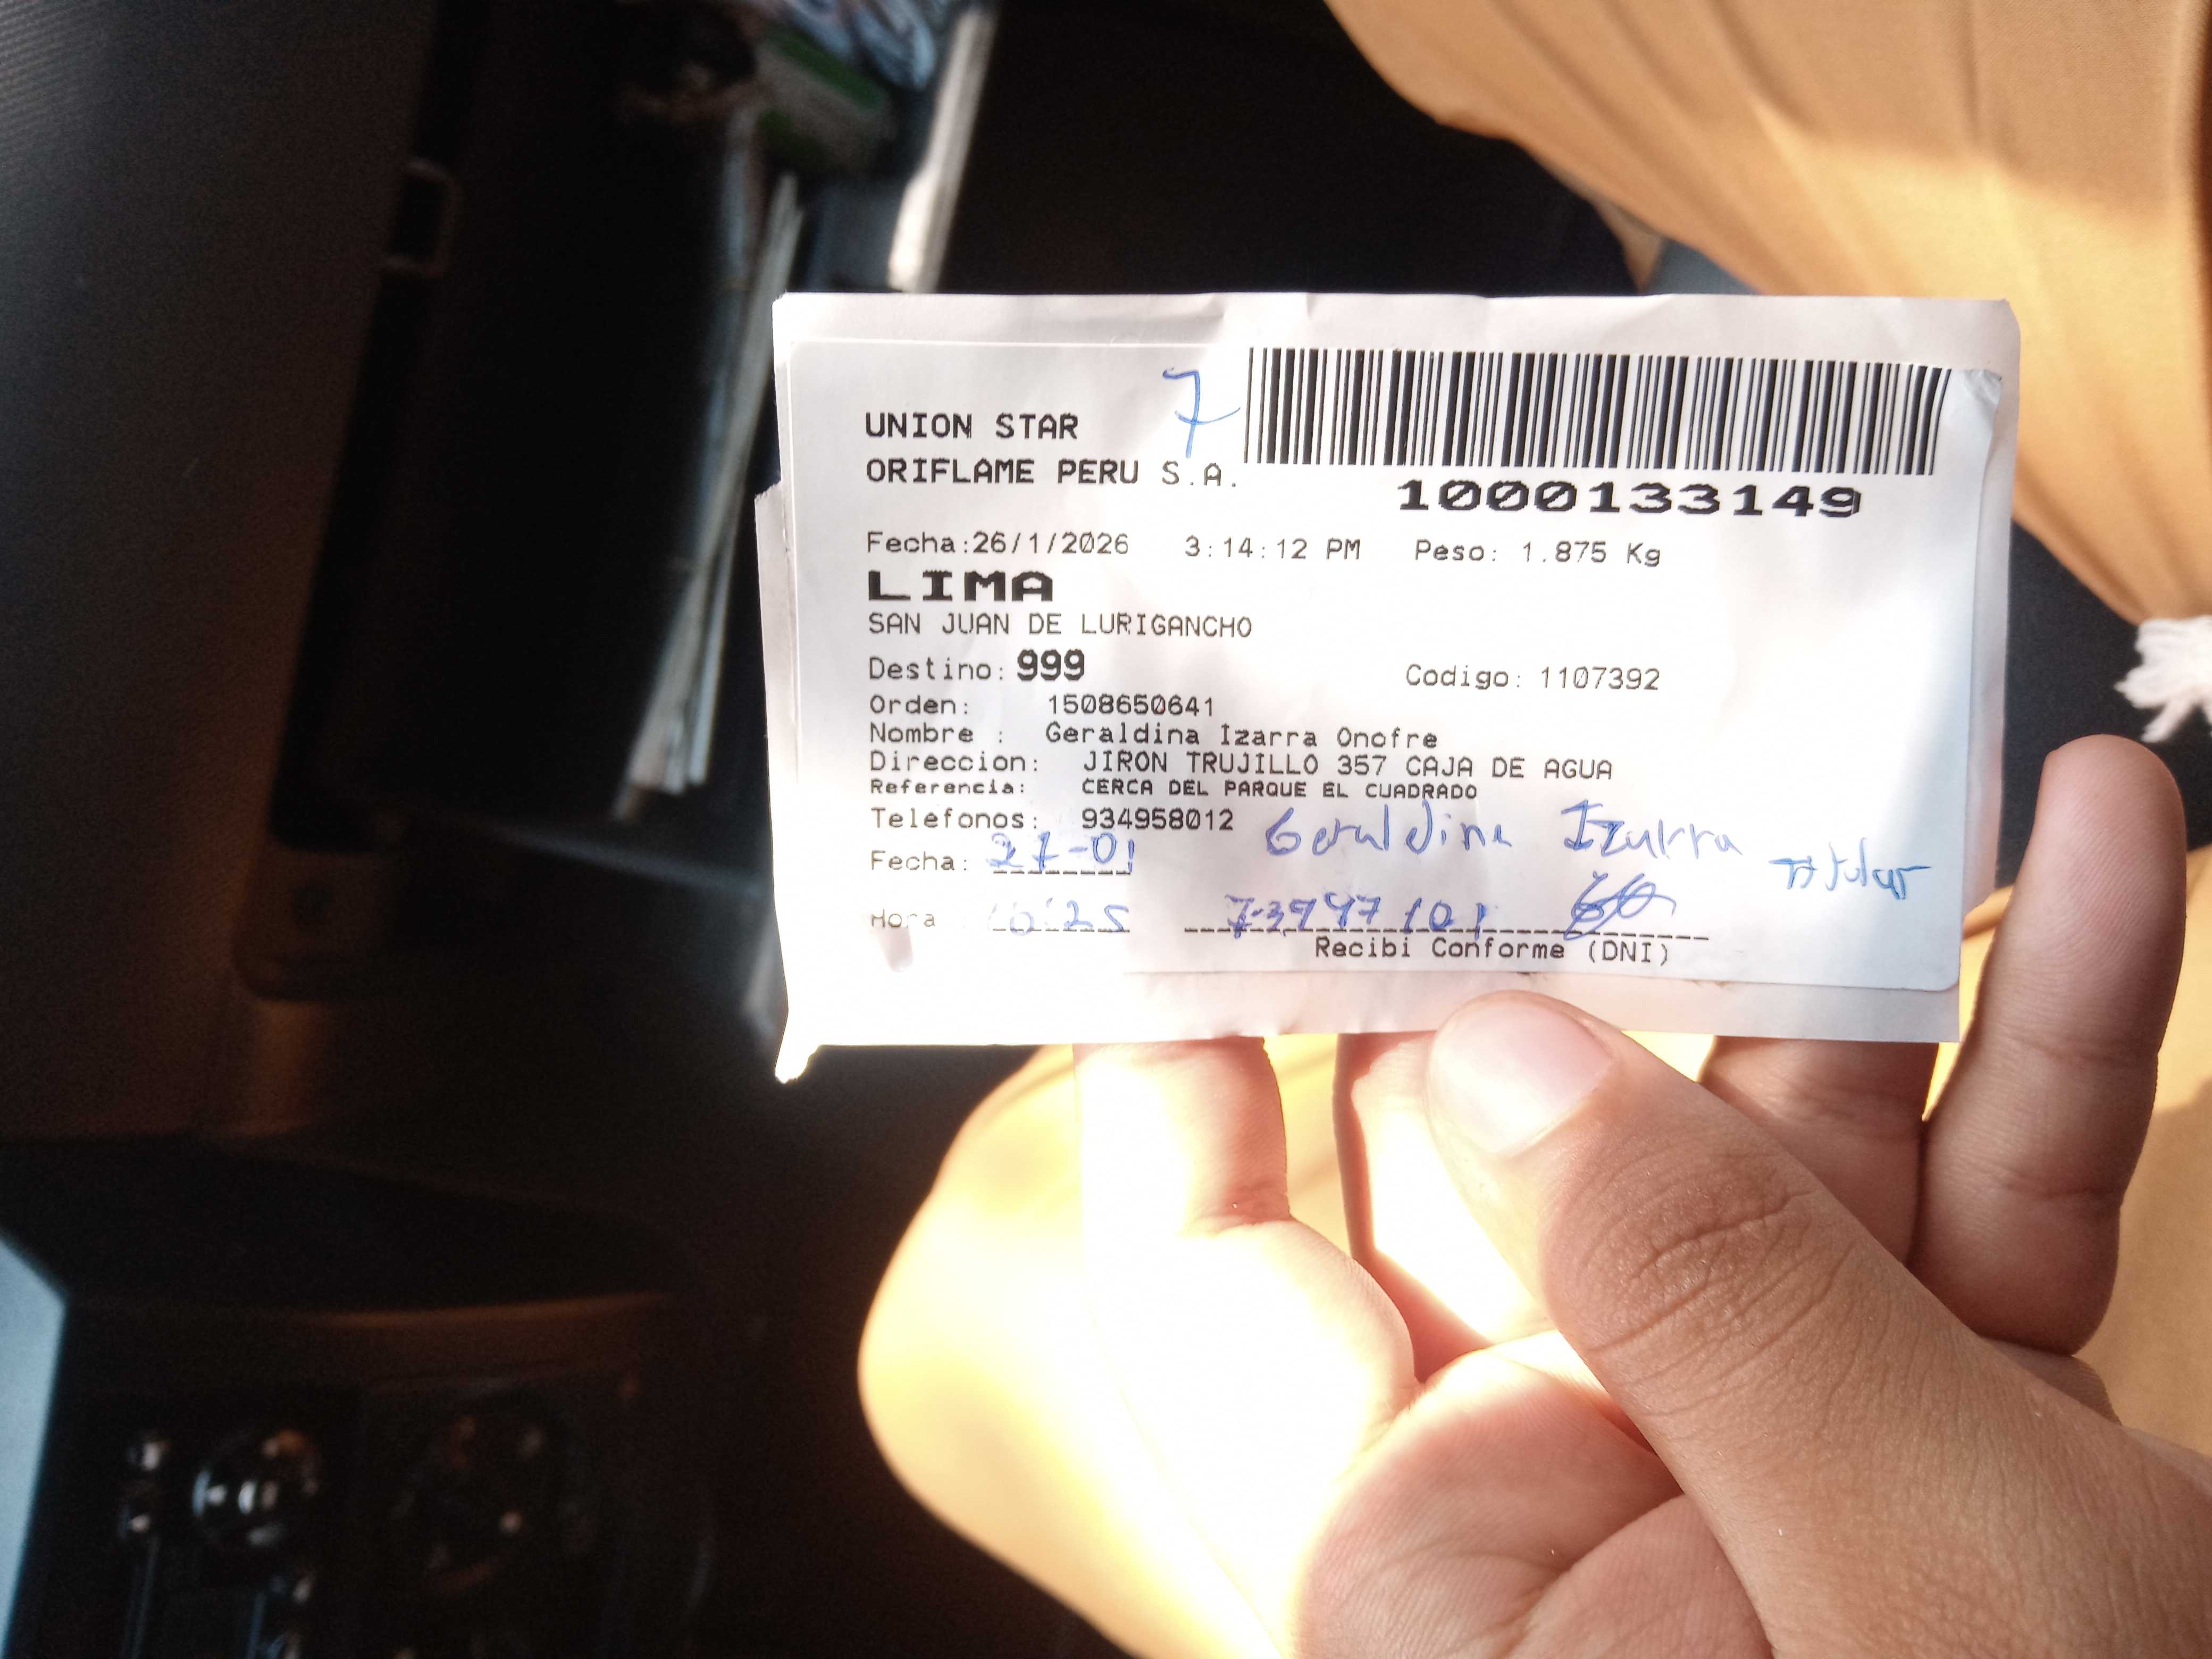 7
UNION STAR
ORIFLAME PERU S.A.
1000133149
Fecha:26/1/2026 3:14:12 PM Peso: 1.875 Kg
LIMA
SAN JUAN DE LURIGANCHO
Destino: 999 Codigo: 1107392
Orden: 1508650641
Nombre : Geraldina Izarra Onofre
Direccion: JIRON TRUJILLO 357 CAJA DE AGUA
Referencia: CERCA DEL PARQUE EL CUADRADO
Telefonos: 934958012 Geraldine Izarra
Fecha: 27-01 Titular
Hora
Recibi Conforme (DNI)